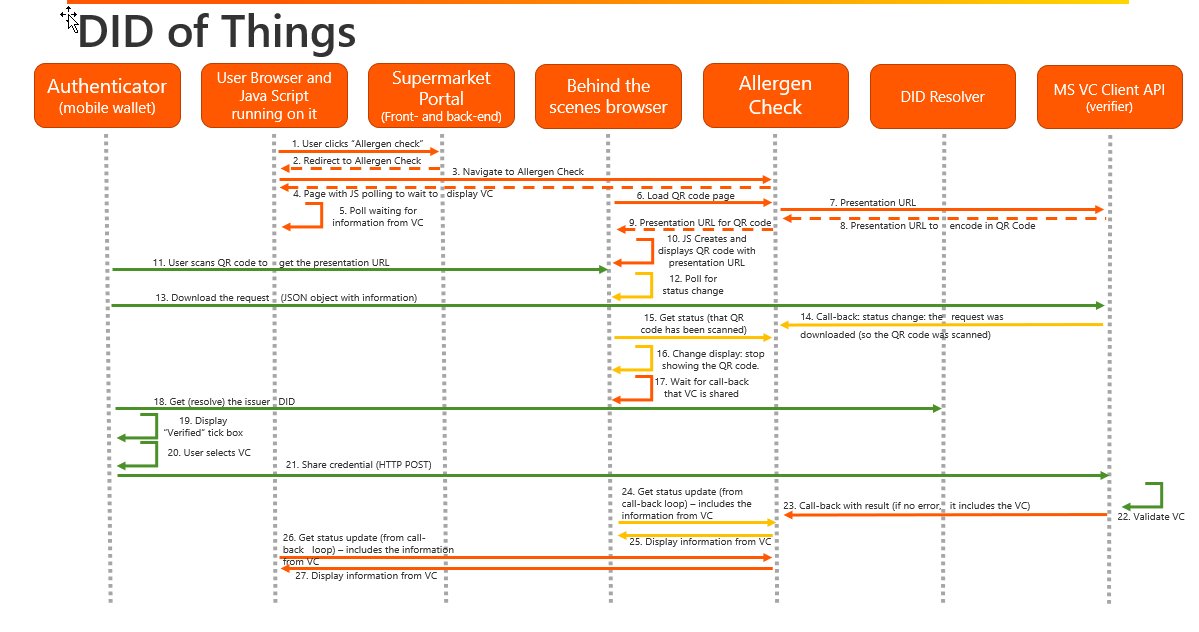 DID of Things
Authenticator
(mobile wallet)
User Browser and
Java Script
running on it
Supermarket
Portal
(Front- and back-end)
Behind the
scenes browser
Allergen
Check
DID Resolver
MS VC Client API
(verifier)
1. User clicks "Allergen check"
2. Redirect to Allergen Check
3. Navigate to Allergen Check
4. Page with JS polling to wait to display VC
5. Poll waiting for
information from VC
6. Load QR code page
7. Presentation URL
8. Presentation URL to encode in QR Code
9. Presentation URL for QR code
10. JS Creates and
displays QR code with
presentation URL
11. User scans QR code to get the presentation URL
12. Poll for
status change
13. Download the request (JSON object with information)
14. Call-back: status change: the request was
downloaded (so the QR code was scanned)
15. Get status (that QR
code has been scanned)
16. Change display: stop
showing the QR code.
17. Wait for call-back
that VC is shared
18. Get (resolve) the issuer DID
19. Display
"Verified" tick box
20. User selects VC
21. Share credential (HTTP POST)
22. Validate VC
23. Call-back with result (if no error, it includes the VC)
24. Get status update (from
call-back loop) – includes the
information from VC
25. Display information from VC
26. Get status update (from call-
back loop) – includes the information
from VC
27. Display information from VC